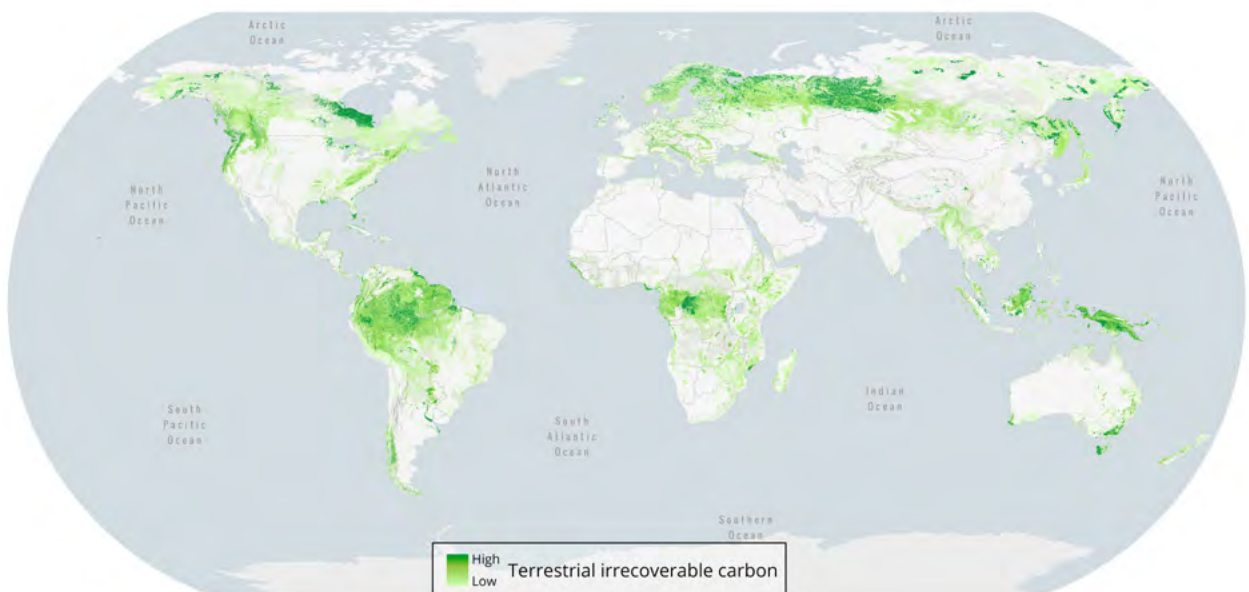 Arctic
Ocean
Arctic
Ocean
North
Pacific
Ocean
North
Atlantic
Ocean
North
Pacific
Ocean
South
Pacific
Ocean
South
Atlantic
Ocean
Indian
Ocean
Southern
Ocean
High
Low
Terrestrial irrecoverable carbon